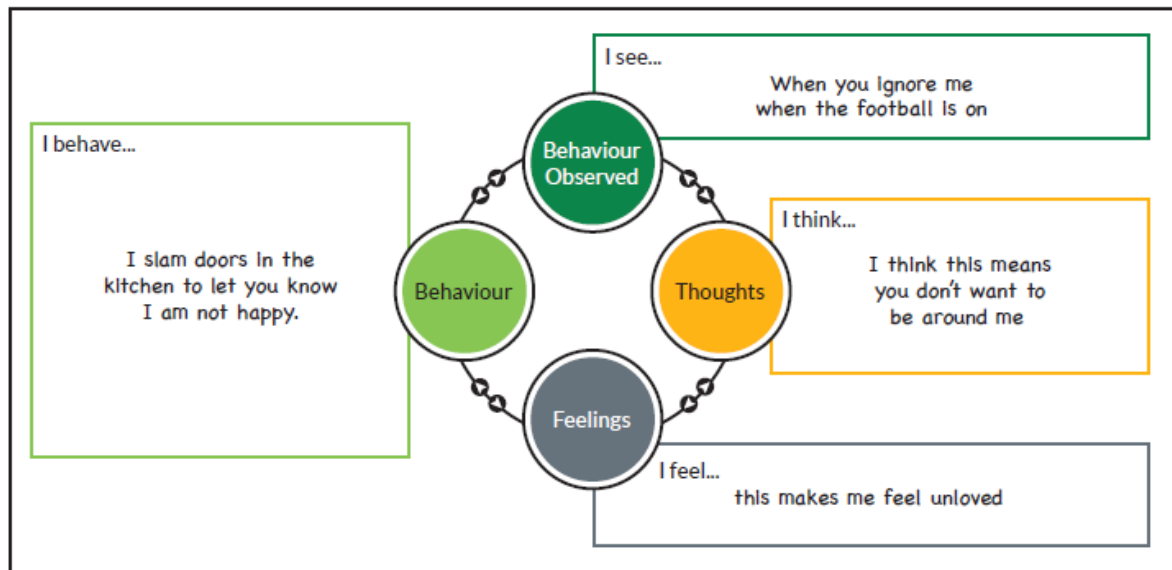 I see...
When you ignore me
when the football is on
Behaviour
Observed
I think...
I think this means
you don't want to
be around me
Thoughts
Feelings
I feel...
this makes me feel unloved
Behaviour
I behave...
I slam doors in the
kitchen to let you know
I am not happy.